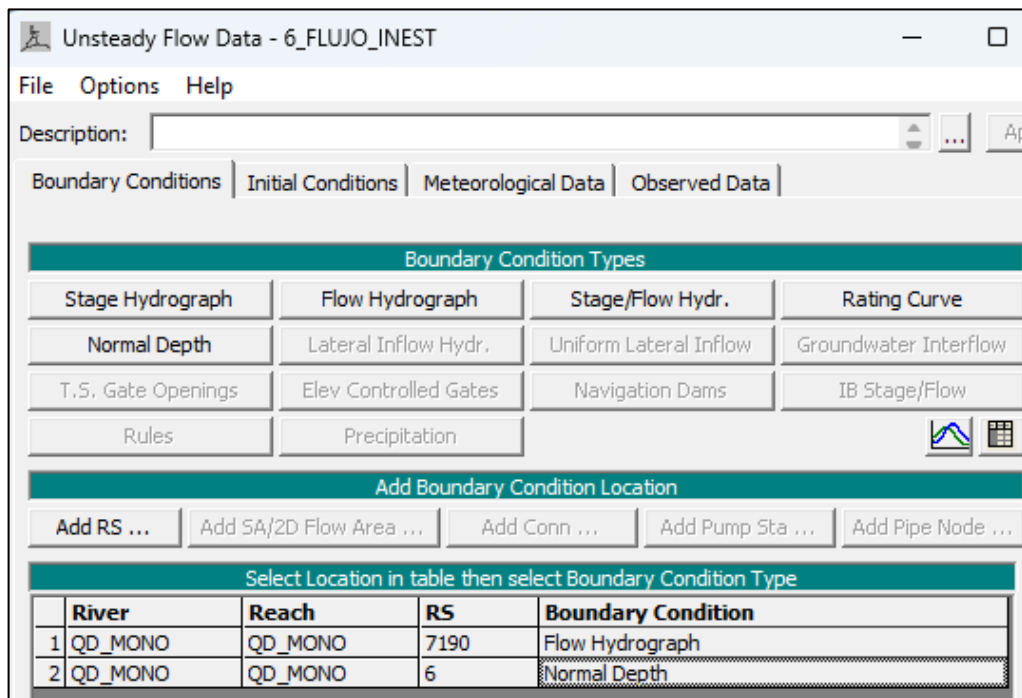 Unsteady Flow Data - 6_FLUJO_INEST
File Options Help
Description: ... Ap
Boundary Conditions Initial Conditions Meteorological Data Observed Data
Boundary Condition Types
Stage Hydrograph Flow Hydrograph Stage/Flow Hydr. Rating Curve
Normal Depth Lateral Inflow Hydr. Uniform Lateral Inflow Groundwater Interflow
T.S. Gate Openings Elev Controlled Gates Navigation Dams IB Stage/Flow
Rules Precipitation
Add Boundary Condition Location
Add RS ... Add SA/2D Flow Area ... Add Conn ... Add Pump Sta ... Add Pipe Node ...
Select Location in table then select Boundary Condition Type
River Reach RS Boundary Condition
1 QD_MONO QD_MONO 7190 Flow Hydrograph
2 QD_MONO QD_MONO 6 Normal Depth